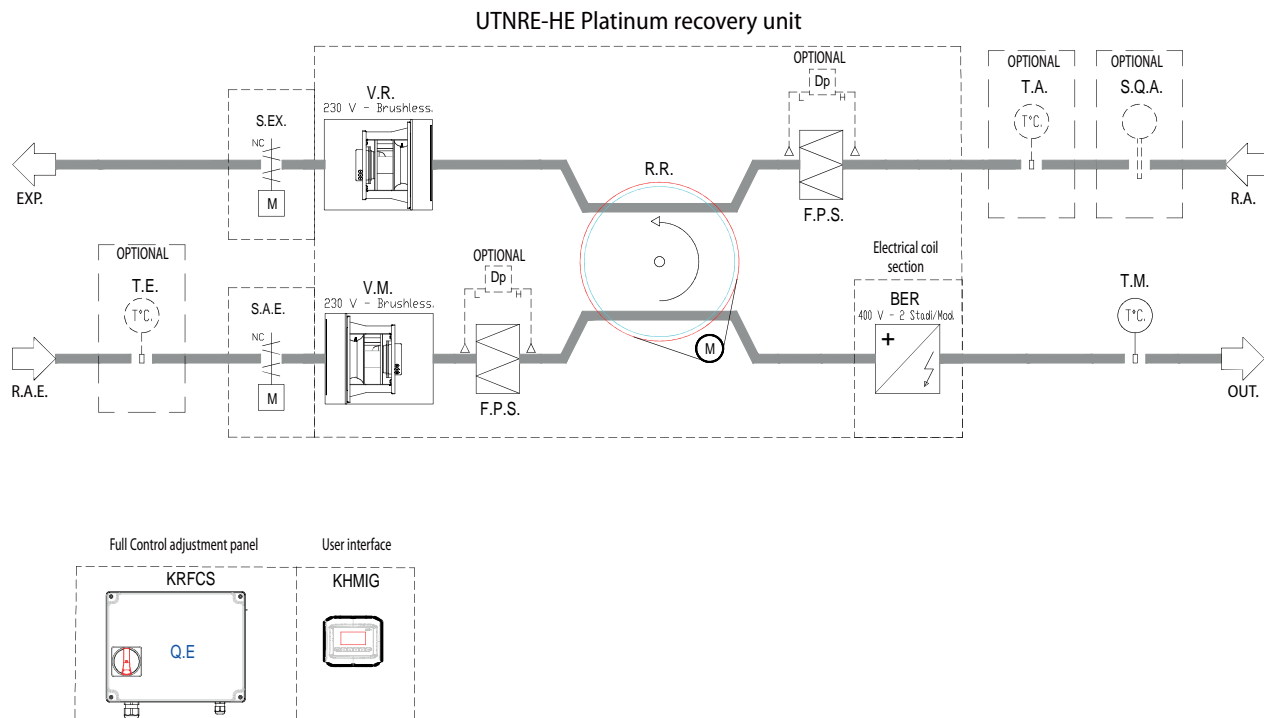 UTNRE-HE Platinum recovery unit
OPTIONAL
Dp
L
H
OPTIONAL
T.A.
T°C.
OPTIONAL
S.Q.A.
V.R.
230 V - Brushless.
S.EX.
NC
M
EXP.
R.R.
F.P.S.
R.A.
OPTIONAL
T.E.
T°C.
S.A.E.
NC
M
R.A.E.
V.M.
230 V - Brushless.
OPTIONAL
Dp
L
H
F.P.S.
M
Electrical coil
section
BER
400 V - 2 Stadi/Mod.
+
T.M.
T°C.
OUT.
Full Control adjustment panel
User interface
KRFCS
KHMIG
Q.E